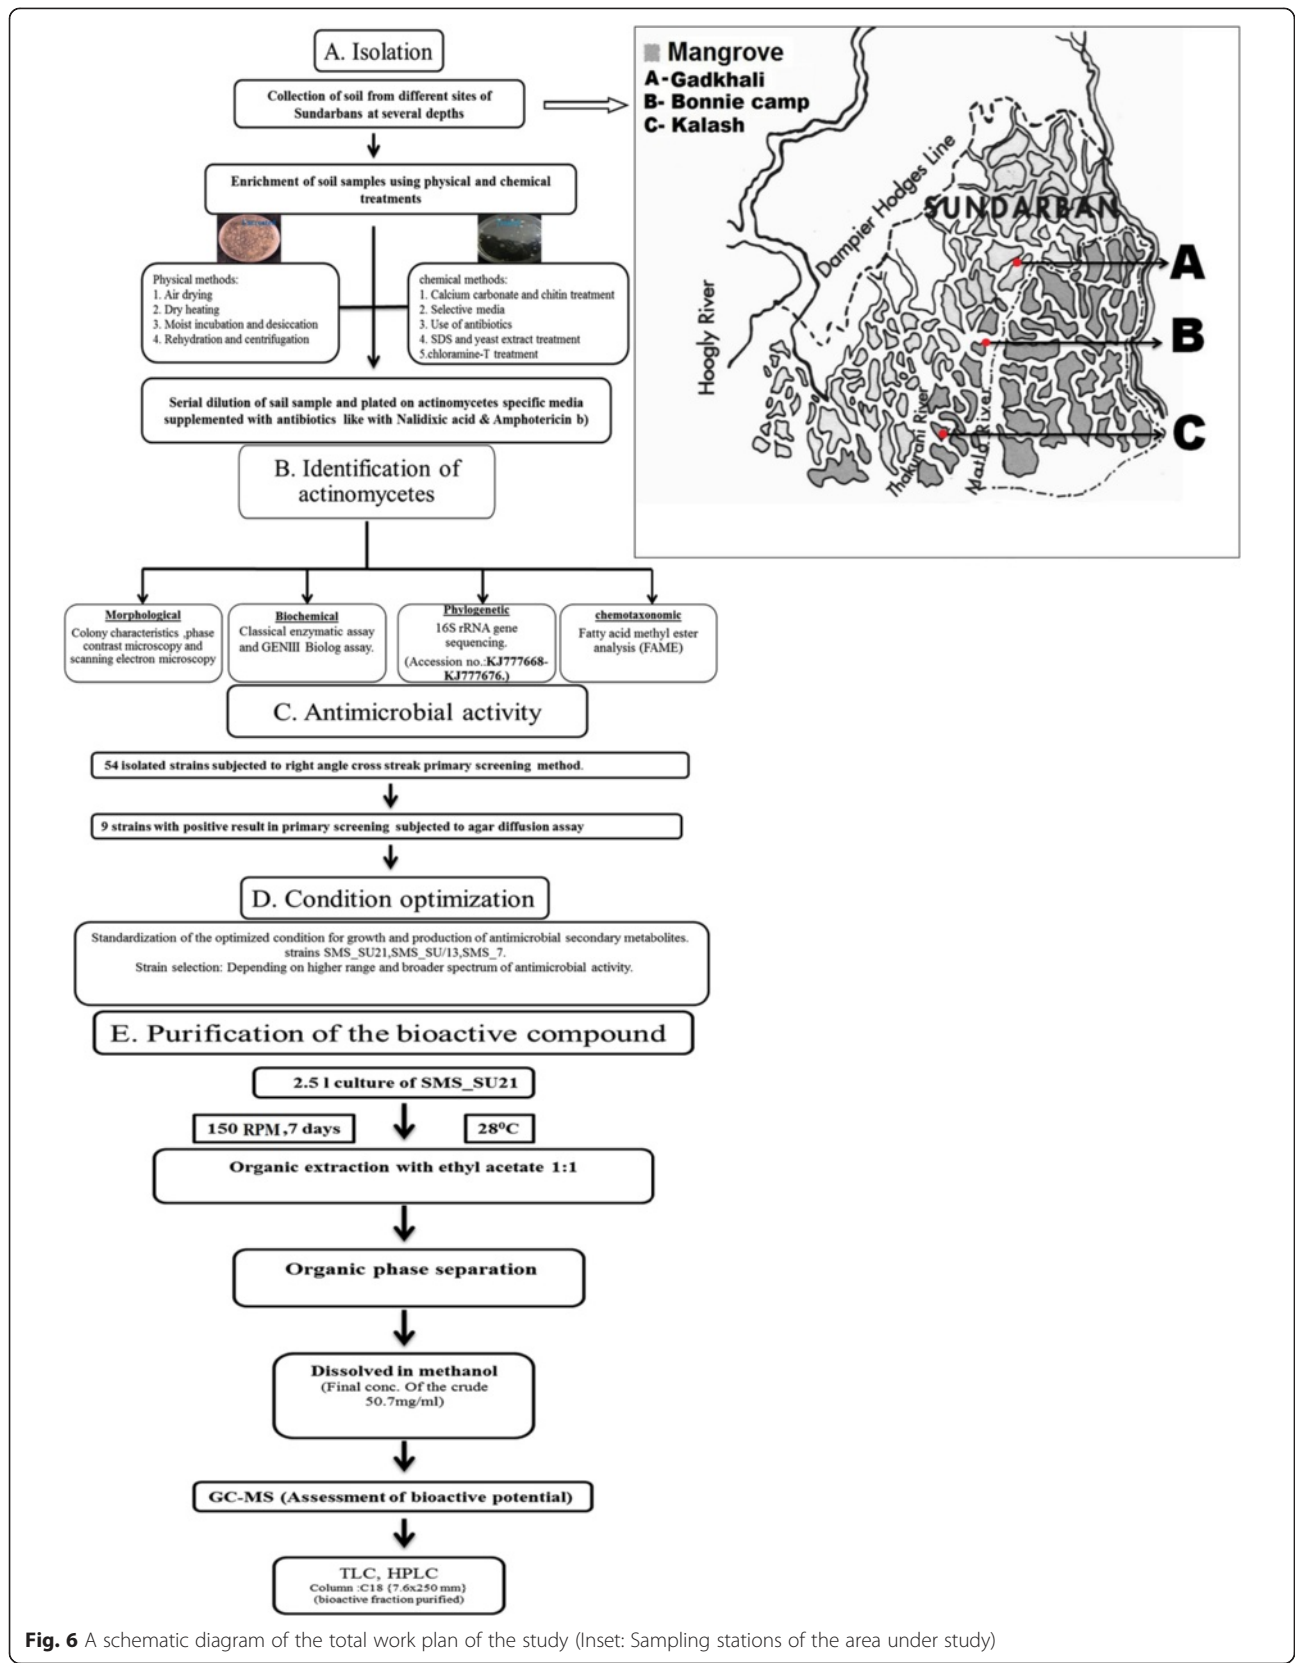 A. Isolation
Collection of soil from different sites of
Sundarbans at several depths
Enrichment of soil samples using physical and chemical
treatments
Physical methods:
1. Air drying
2. Dry heating
3. Moist incubation and desiccation
4. Rehydration and centrifugation
chemical methods:
1. Calcium carbonate and chitin treatment
2. Selective media
3. Use of antibiotics
4. SDS and yeast extract treatment
5.chloramine-T treatment
Serial dilution of sail sample and plated on actinomycetes specific media
supplemented with antibiotics like with Nalidixic acid & Amphotericin b)
Mangrove
A-Gadkhali
B- Bonnie camp
C- Kalash
Dampier Hodges Line
SUNDARBAN
Hoogly River
Thakurani River
Matla River
A
B
C
B. Identification of
actinomycetes
Morphological
Colony characteristics ,phase
contrast microscopy and
scanning electron microscopy
Biochemical
Classical enzymatic assay
and GENIII Biolog assay.
Phylogenetic
16S rRNA gene
sequencing.
(Accession no.:KJ777668-
KJ777676.)
chemotaxonomic
Fatty acid methyl ester
analysis (FAME)
C. Antimicrobial activity
54 isolated strains subjected to right angle cross streak primary screening method.
9 strains with positive result in primary screening subjected to agar diffusion assay
D. Condition optimization
Standardization of the optimized condition for growth and production of antimicrobial secondary metabolites.
strains SMS_SU21,SMS_SU/13,SMS_7.
Strain selection: Depending on higher range and broader spectrum of antimicrobial activity.
E. Purification of the bioactive compound
2.5 l culture of SMS_SU21
150 RPM,7 days
28⁰C
Organic extraction with ethyl acetate 1:1
Organic phase separation
Dissolved in methanol
(Final conc. Of the crude
50.7mg/ml)
GC-MS (Assessment of bioactive potential)
TLC, HPLC
Column :C18 {7.6x250 mm}
(bioactive fraction purified)
Fig. 6 A schematic diagram of the total work plan of the study (Inset: Sampling stations of the area under study)